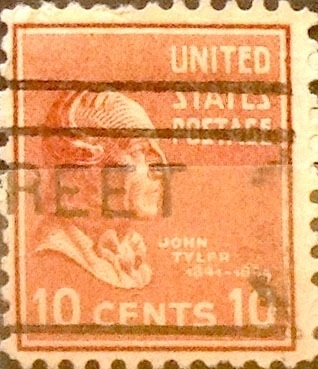 UNITED
STATES
POSTAGE
REET
JOHN
TYLER
1841-1845
10 CENTS 10